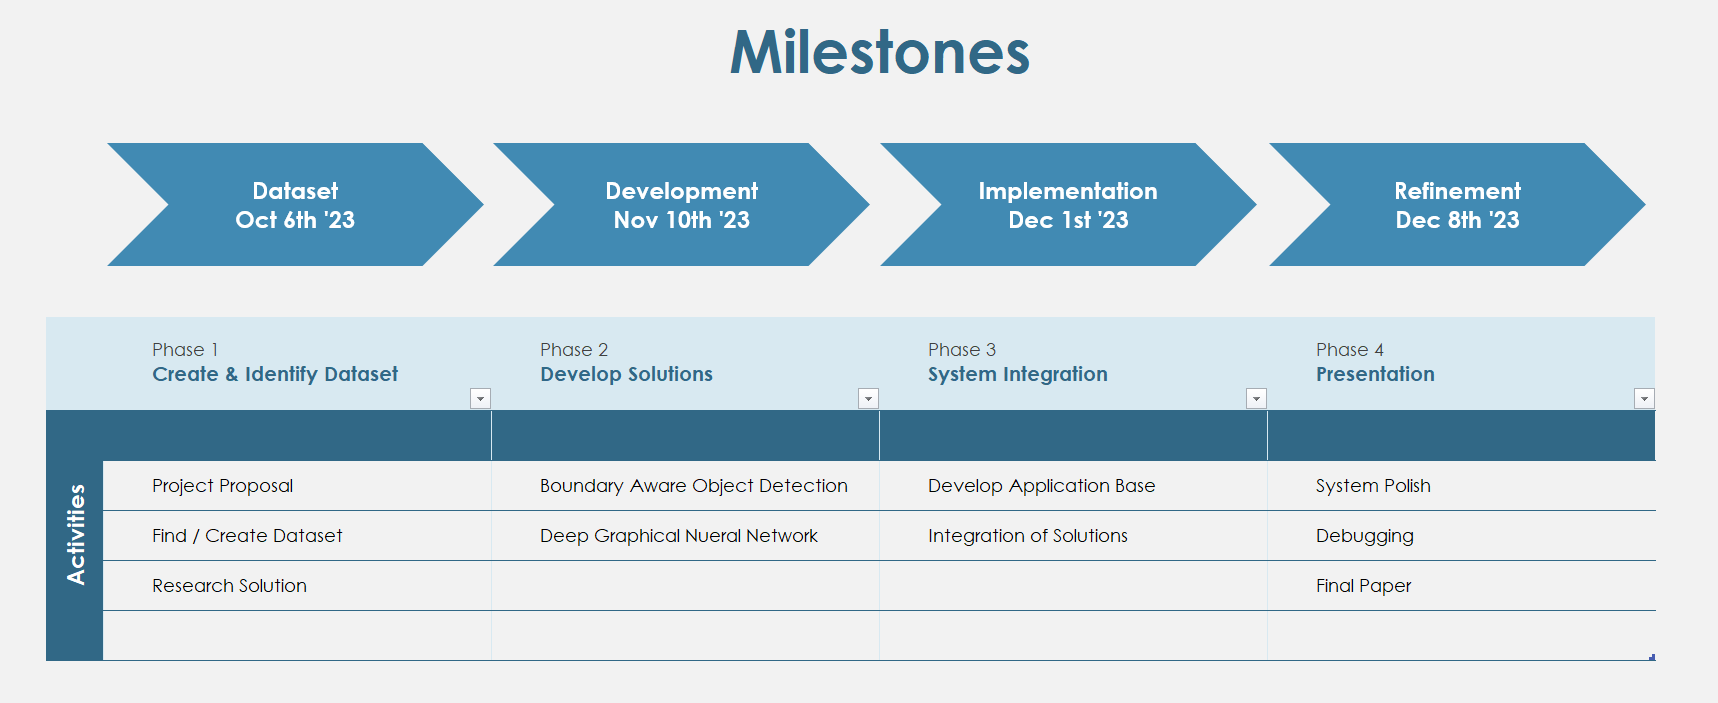 Milestones
Dataset
Oct 6th '23
Development
Nov 10th '23
Implementation
Dec 1st '23
Refinement
Dec 8th '23
Phase 1
Create & Identify Dataset
Phase 2
Develop Solutions
Phase 3
System Integration
Phase 4
Presentation
Activities
Project Proposal
Boundary Aware Object Detection
Develop Application Base
System Polish
Find / Create Dataset
Deep Graphical Nueral Network
Integration of Solutions
Debugging
Research Solution
Final Paper